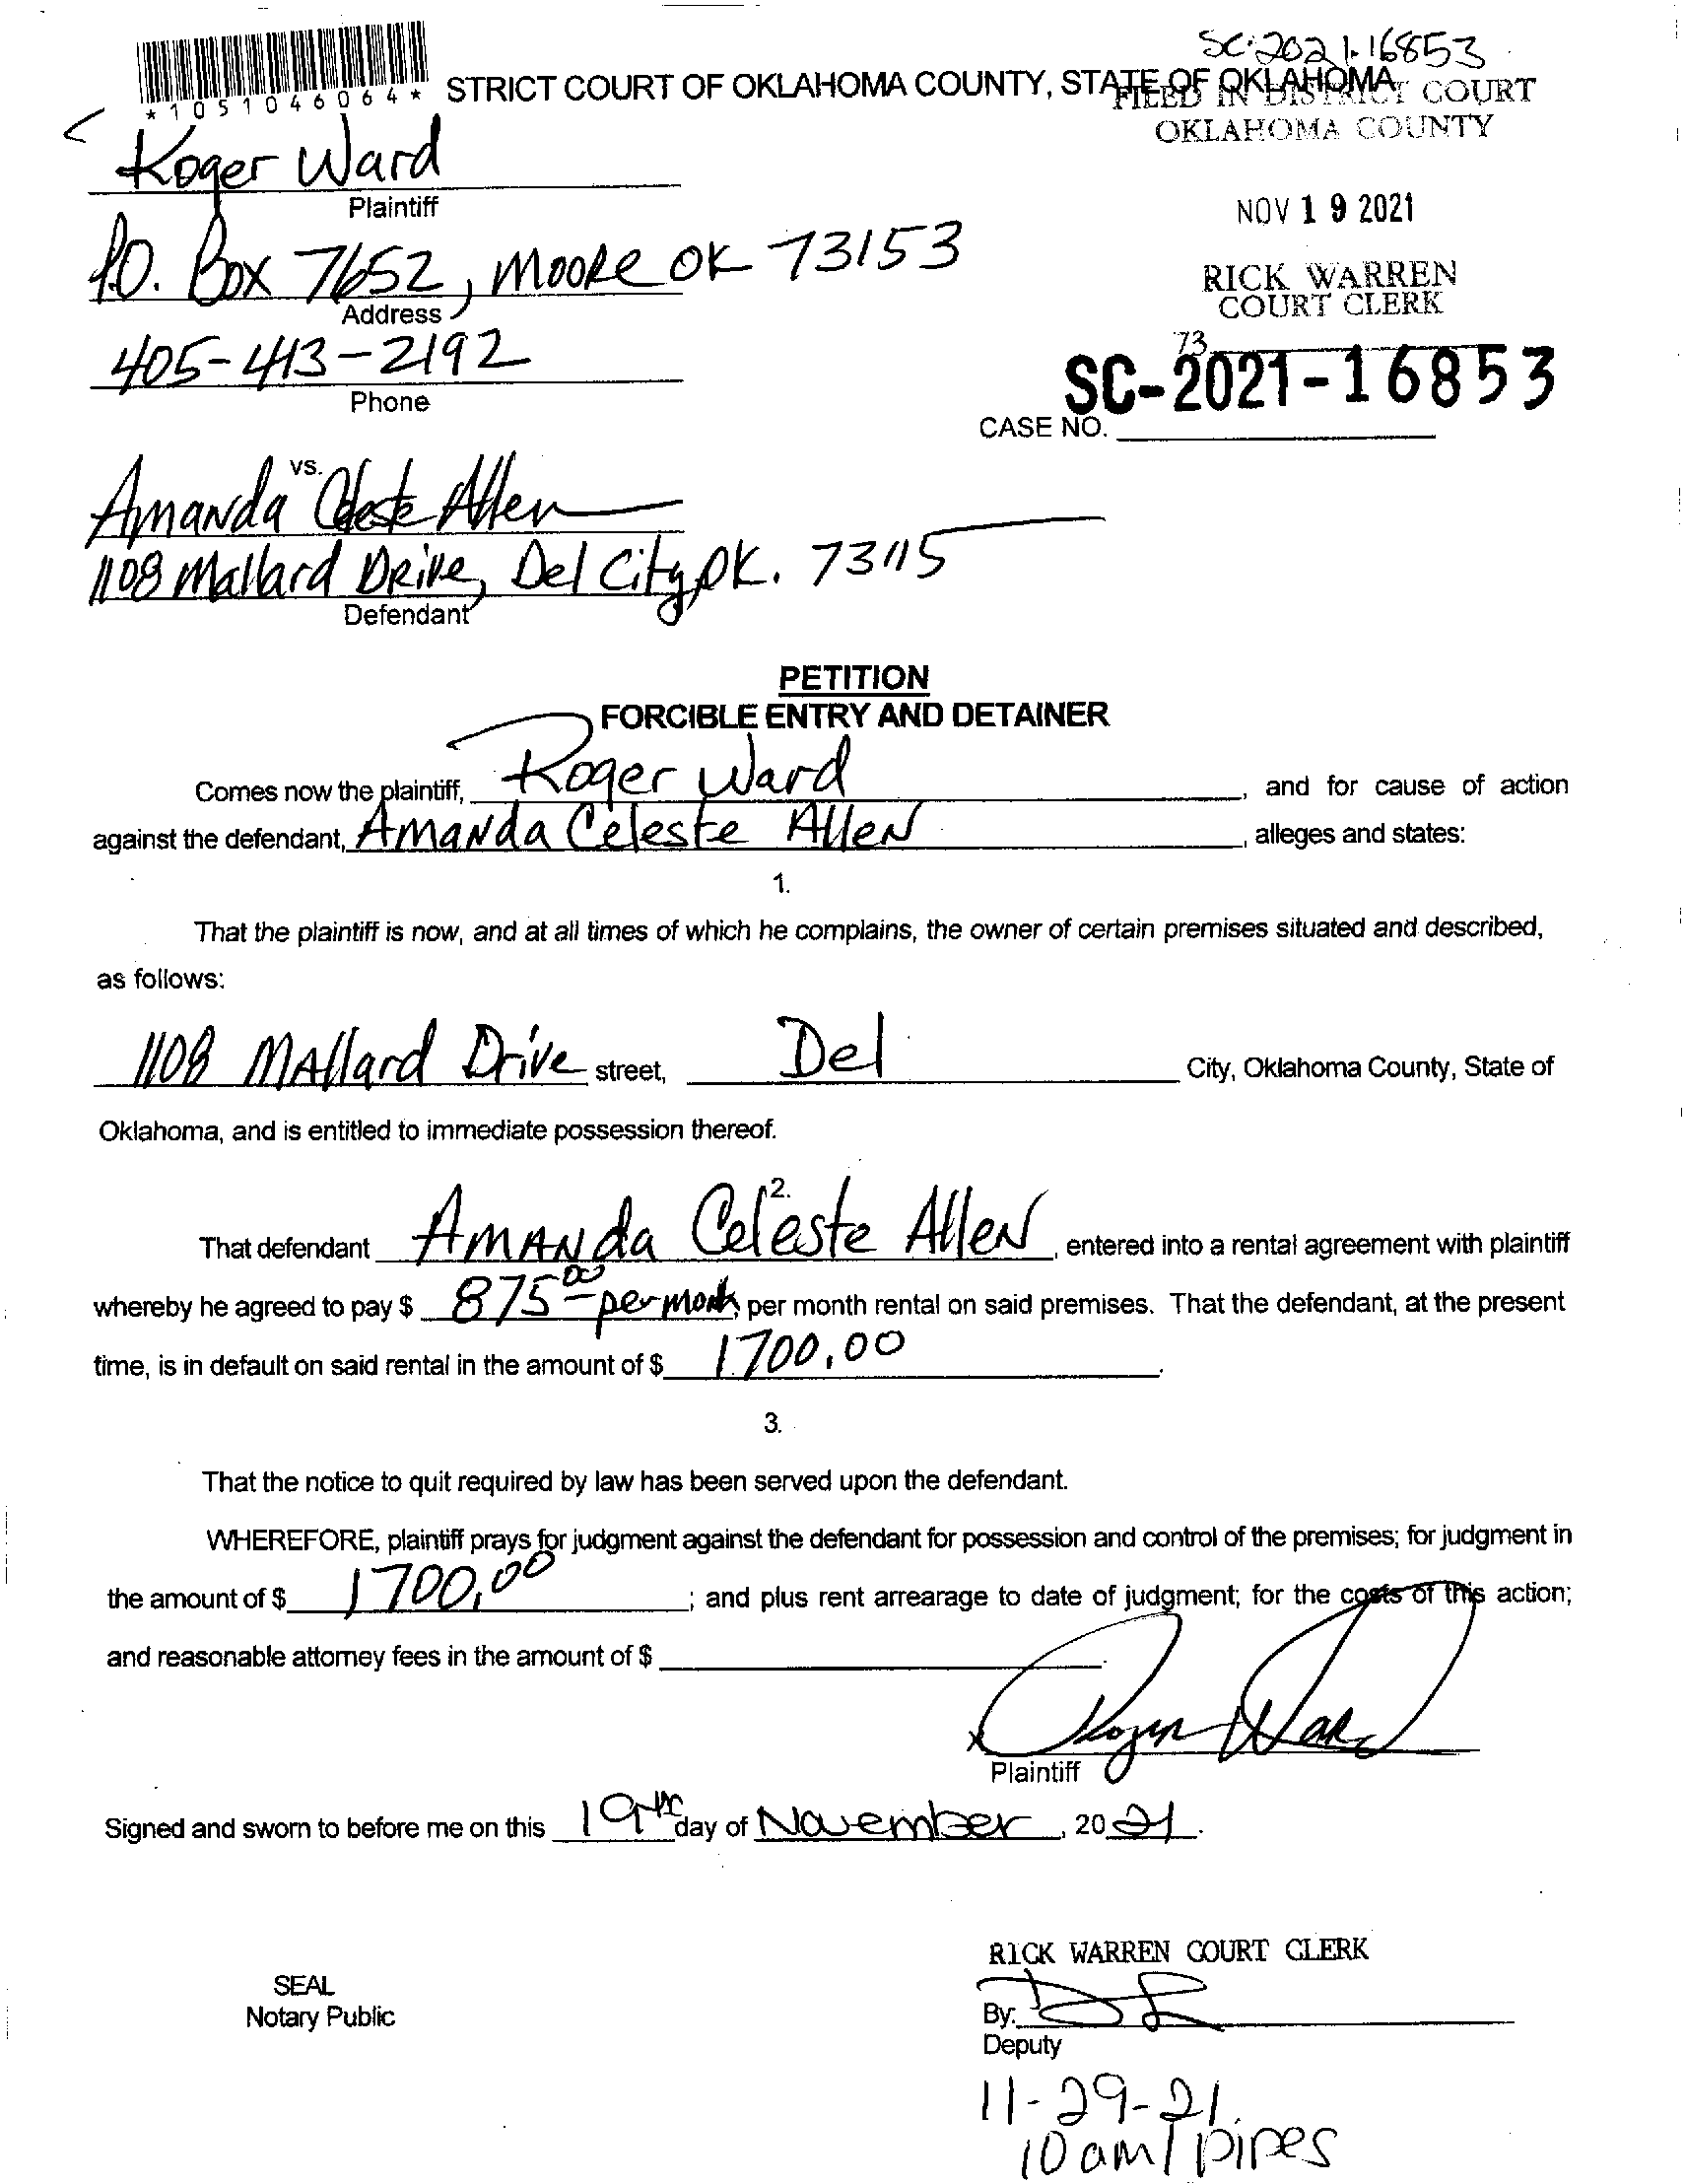 SC-2021-16853
*1051046064* STRICT COURT OF OKLAHOMA COUNTY, STATE OF OKLAHOMA
FILED IN DISTRICT COURT
OKLAHOMA COUNTY
Roger Ward
Plaintiff
NOV 19 2021
P.O. Box 7652, Moore OK 73153
Address
RICK WARREN
COURT CLERK
405-413-2192
Phone
73
SC-2021-16853
CASE NO.
vs.
Amanda Celeste Allen
1108 Mallard Drive, Del City, OK. 73115
Defendant
PETITION
FORCIBLE ENTRY AND DETAINER
Comes now the plaintiff, Roger Ward, and for cause of action
against the defendant, Amanda Celeste Allen, alleges and states:
1.
That the plaintiff is now, and at all times of which he complains, the owner of certain premises situated and described,
as follows:
1108 Mallard Drive street, Del City, Oklahoma County, State of
Oklahoma, and is entitled to immediate possession thereof.
2.
That defendant Amanda Celeste Allen, entered into a rental agreement with plaintiff
whereby he agreed to pay $ 875.00 - per month, per month rental on said premises. That the defendant, at the present
time, is in default on said rental in the amount of $ 1700.00.
3.
That the notice to quit required by law has been served upon the defendant.
WHEREFORE, plaintiff prays for judgment against the defendant for possession and control of the premises; for judgment in
the amount of $ 1700.00; and plus rent arrearage to date of judgment; for the costs of this action;
and reasonable attorney fees in the amount of $
x Roger Ward
Plaintiff
Signed and sworn to before me on this 19th day of November, 2021.
RICK WARREN COURT CLERK
SEAL
Notary Public
By:
Deputy
11-29-21
10 am / pipes